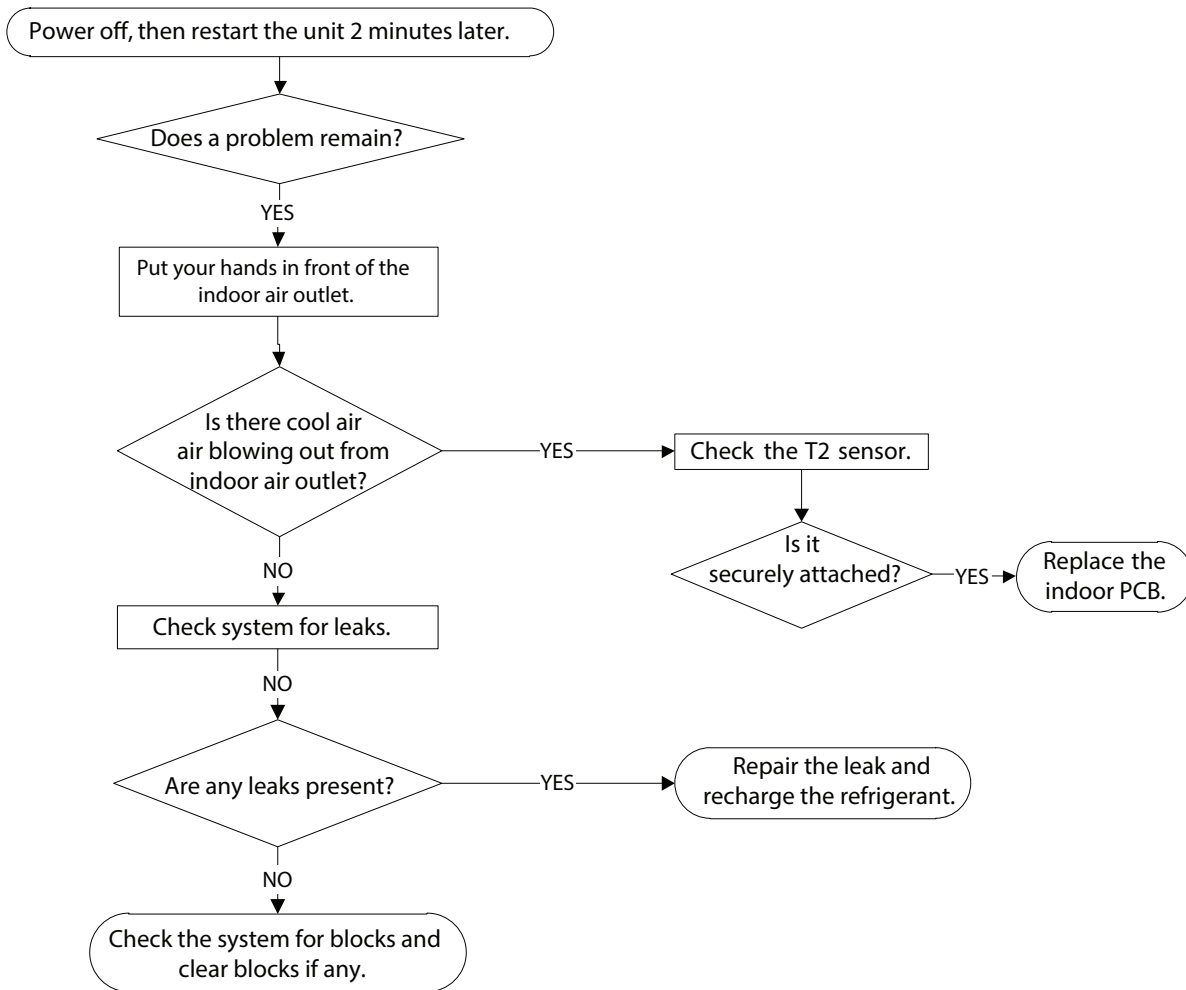 Power off, then restart the unit 2 minutes later.
Does a problem remain?
YES
Put your hands in front of the
indoor air outlet.
Is there cool air
air blowing out from
indoor air outlet?
YES
Check the T2 sensor.
Is it
securely attached?
YES
Replace the
indoor PCB.
NO
Check system for leaks.
NO
Are any leaks present?
YES
Repair the leak and
recharge the refrigerant.
NO
Check the system for blocks and
clear blocks if any.